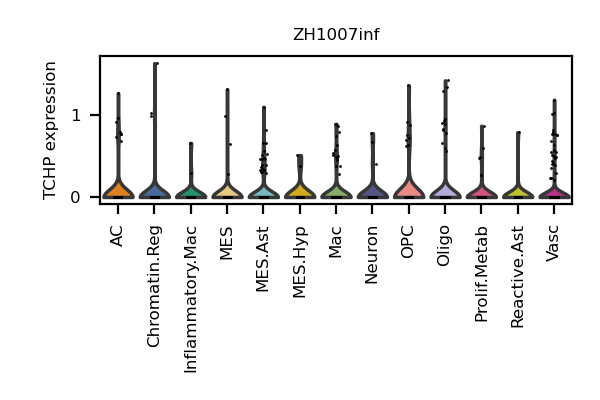 ZH1007inf
TCHP expression
1
0
AC
Chromatin.Reg
Inflammatory.Mac
MES
MES.Ast
MES.Hyp
Mac
Neuron
OPC
Oligo
Prolif.Metab
Reactive.Ast
Vasc